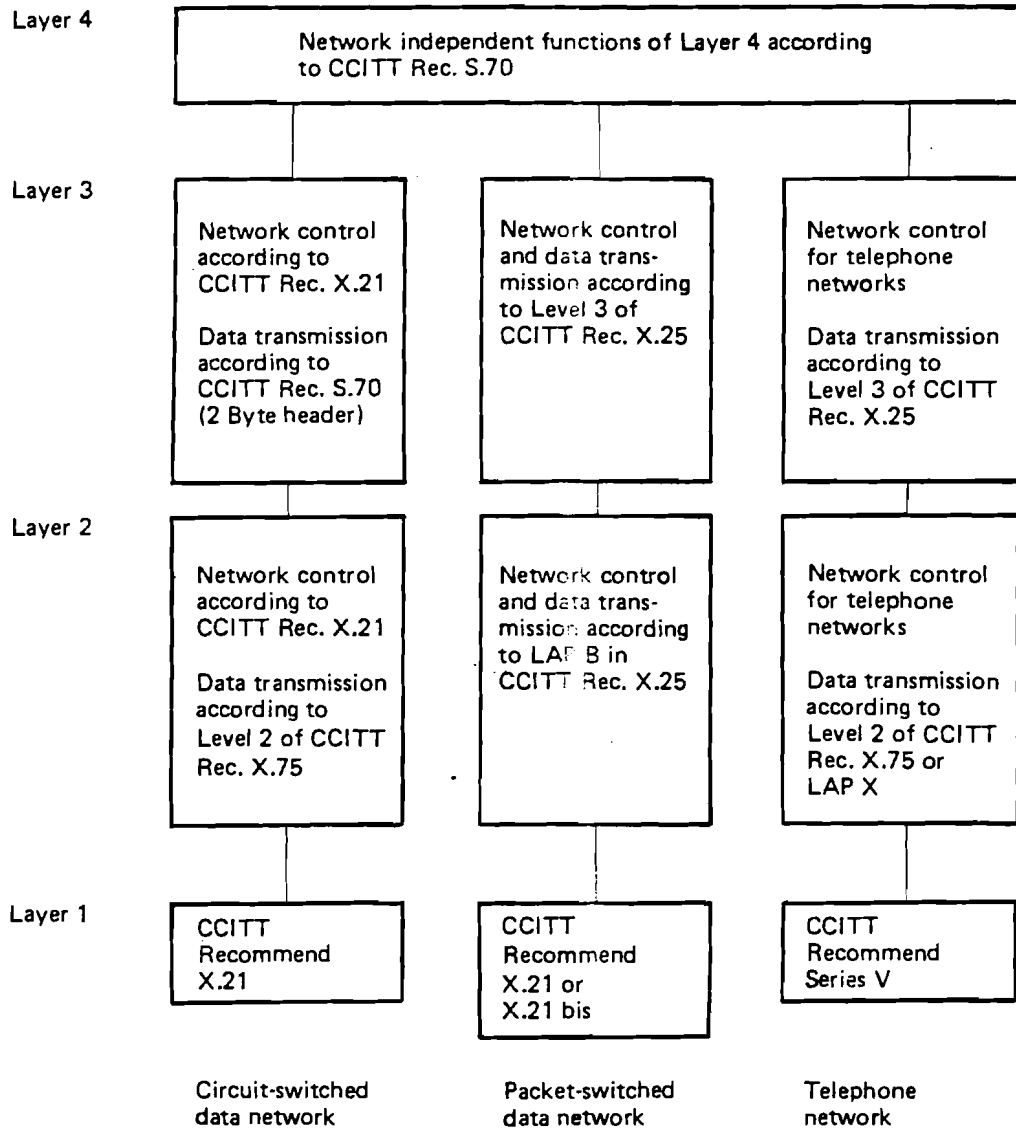 Layer 4
Network independent functions of Layer 4 according
to CCITT Rec. S.70
Layer 3
Network control
according to
CCITT Rec. X.21
Data transmission
according to
CCITT Rec. S.70
(2 Byte header)
Network control
and data trans-
mission according
to Level 3 of
CCITT Rec. X.25
Network control
for telephone
networks
Data transmission
according to
Level 3 of CCITT
Rec. X.25
Layer 2
Network control
according to
CCITT Rec. X.21
Data transmission
according to
Level 2 of CCITT
Rec. X.75
Network control
and data trans-
mission according
to LAP B in
CCITT Rec. X.25
Network control
for telephone
networks
Data transmission
according to
Level 2 of CCITT
Rec. X.75 or
LAP X
Layer 1
CCITT
Recommend
X.21
CCITT
Recommend
X.21 or
X.21 bis
CCITT
Recommend
Series V
Circuit-switched
data network
Packet-switched
data network
Telephone
network